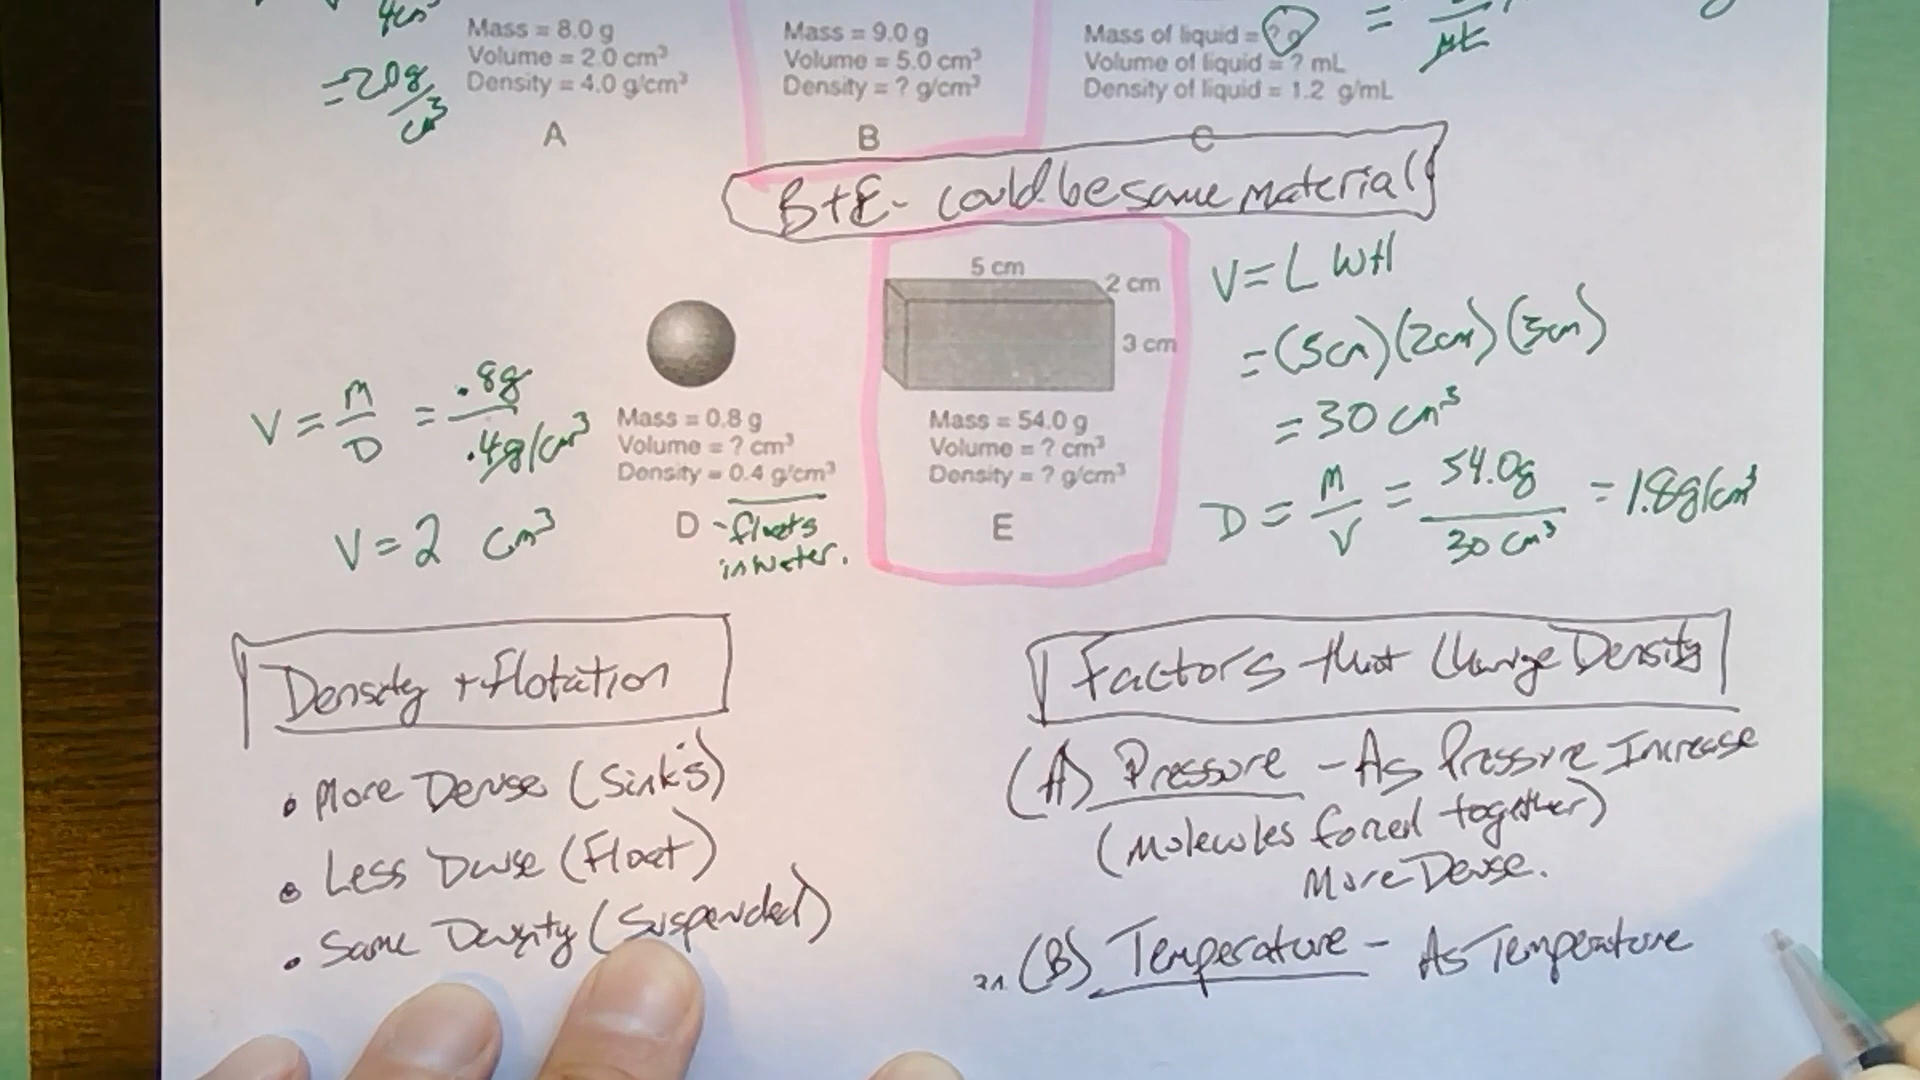 4cm³
= 2.0g/cm³
Mass = 8.0 g
Volume = 2.0 cm³
Density = 4.0 g/cm³
A
Mass = 9.0 g
Volume = 5.0 cm³
Density = ? g/cm³
B
Mass of liquid = ? g
Volume of liquid = ? mL
Density of liquid = 1.2 g/mL
C
=
mL
g
B+E - could be same material
5 cm
2 cm
3 cm
V = L W H
= (5cm)(2cm)(3cm)
= 30 cm³
D = M/V = 54.0g/30 cm³ = 1.8g/cm³
V = M/D = .8g/.4g/cm³
V = 2 cm³
Mass = 0.8 g
Volume = ? cm³
Density = 0.4 g/cm³
D - floats
in water.
Mass = 54.0 g
Volume = ? cm³
Density = ? g/cm³
E
Density + Flotation
• More Dense (Sinks)
• Less Dense (Float)
• Same Density (Suspended)
Factors that Change Density
(A) Pressure - As Pressure Increase
(Molecules forced together)
More Dense.
(B) Temperature - As Temperature